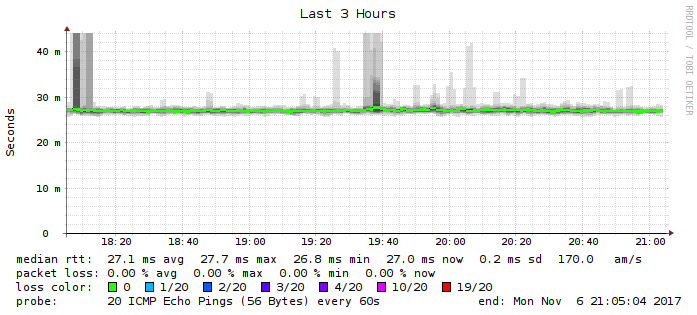 Last 3 Hours
RRDTOOL / TOBI OETIKER
Seconds
40 m
30 m
20 m
10 m
0
18:20 18:40 19:00 19:20 19:40 20:00 20:20 20:40 21:00
median rtt: 27.1 ms avg 27.7 ms max 26.8 ms min 27.0 ms now 0.2 ms sd 170.0 am/s
packet loss: 0.00 % avg 0.00 % max 0.00 % min 0.00 % now
loss color: 0 1/20 2/20 3/20 4/20 10/20 19/20
probe: 20 ICMP Echo Pings (56 Bytes) every 60s end: Mon Nov 6 21:05:04 2017